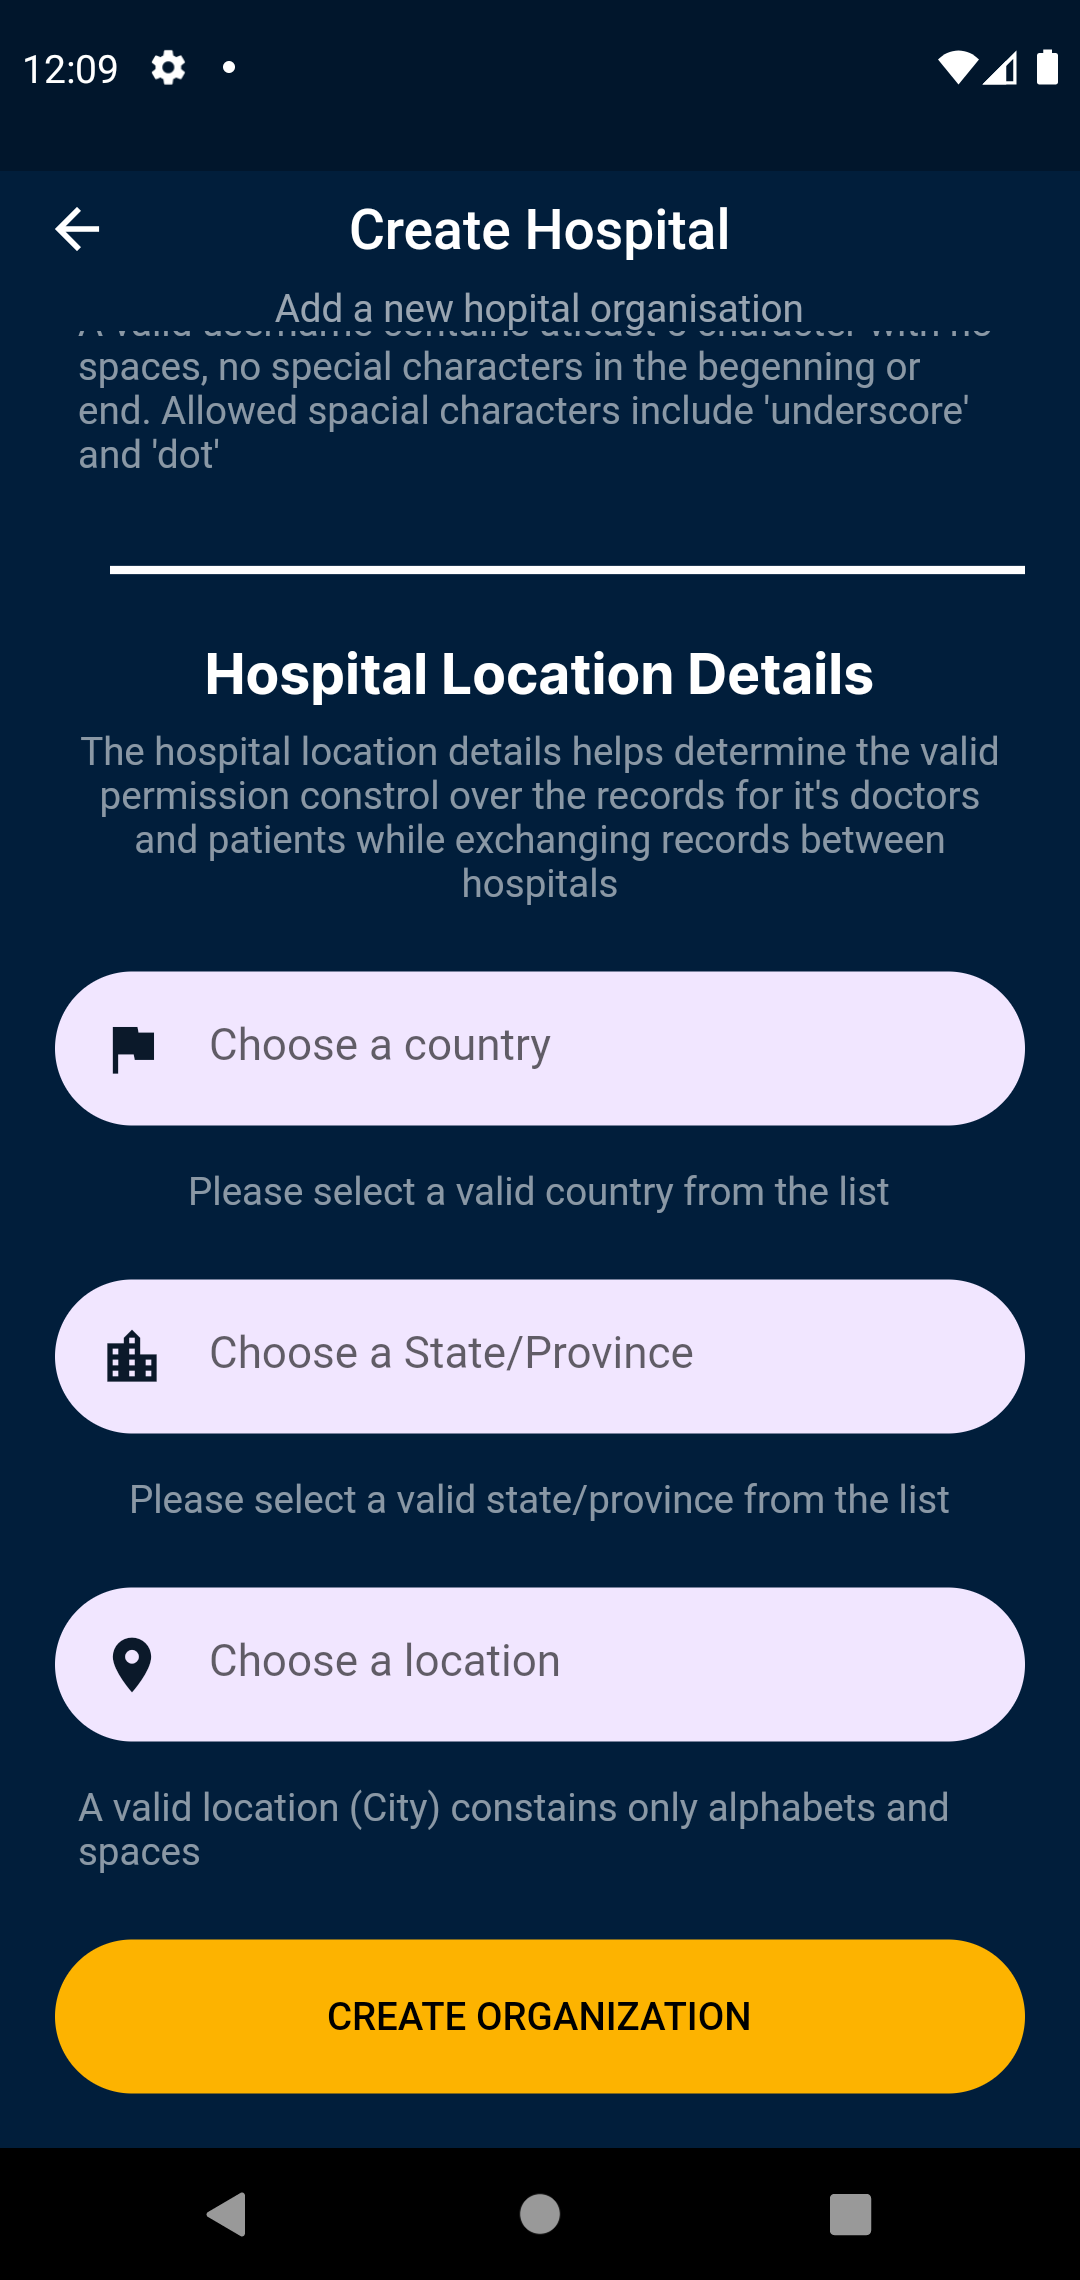 12:09
Create Hospital
Add a new hopital organisation
spaces, no special characters in the begenning or
end. Allowed spacial characters include 'underscore'
and 'dot'
Hospital Location Details
The hospital location details helps determine the valid
permission constrol over the records for it's doctors
and patients while exchanging records between
hospitals
Choose a country
Please select a valid country from the list
Choose a State/Province
Please select a valid state/province from the list
Choose a location
A valid location (City) constains only alphabets and
spaces
CREATE ORGANIZATION